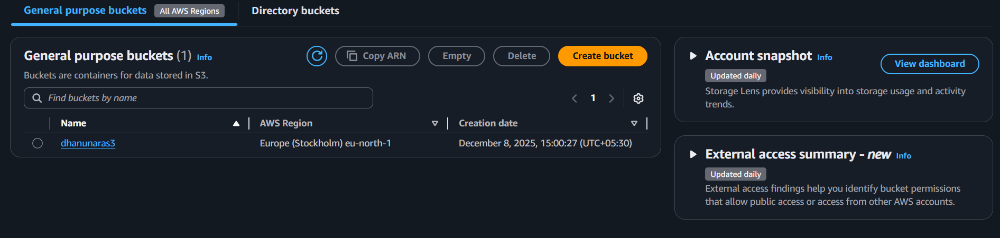 General purpose buckets All AWS Regions Directory buckets
General purpose buckets (1) Info
Copy ARN Empty Delete Create bucket
Buckets are containers for data stored in S3.
Find buckets by name
1
Name AWS Region Creation date
dhanunaras3 Europe (Stockholm) eu-north-1 December 8, 2025, 15:00:27 (UTC+05:30)
Account snapshot Info
View dashboard
Updated daily
Storage Lens provides visibility into storage usage and activity
trends.
External access summary - new Info
Updated daily
External access findings help you identify bucket permissions
that allow public access or access from other AWS accounts.